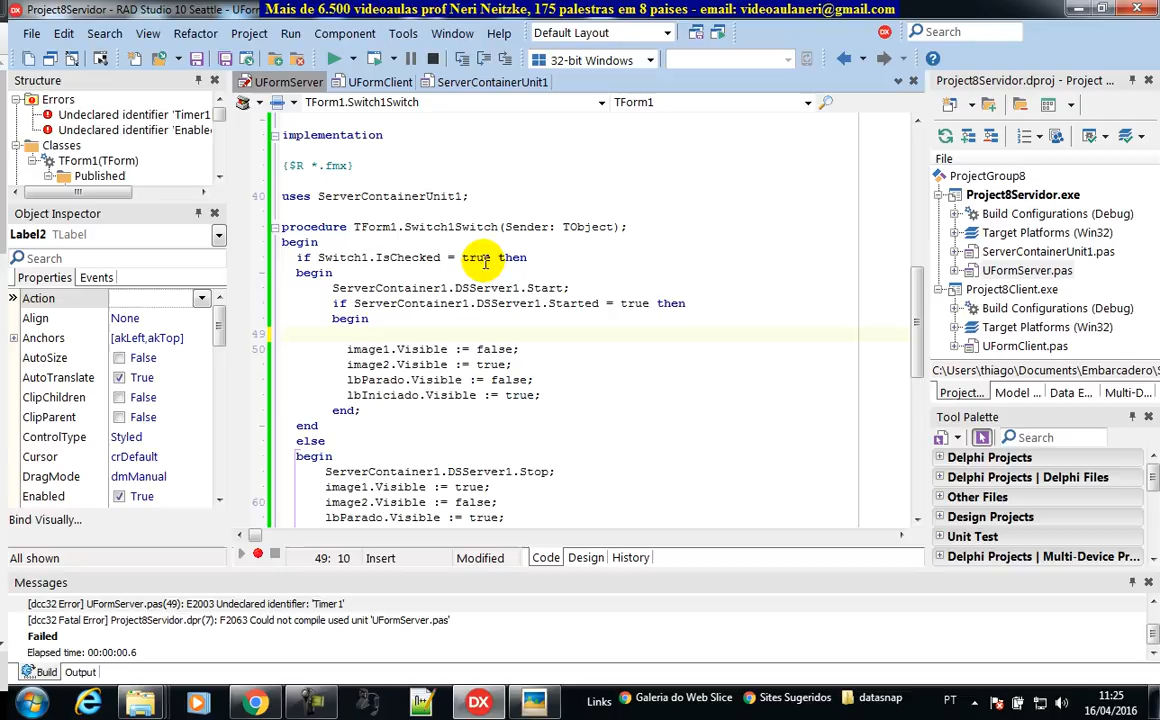 Project8Servidor - RAD Studio 10 Seattle - UForm
Mais de 6.500 videoaulas prof Neri Neitzke, 175 palestras em 8 paises - email: videoaulaneri@gmail.com
File Edit Search View Refactor Project Run Component Tools Window Help
Default Layout
Search
32-bit Windows
Structure
Errors
Undeclared identifier 'Timer1
Undeclared identifier 'Enable
Classes
TForm1(TForm)
Published
Object Inspector
Label2 TLabel
Search
Properties Events
Action
Align None
Anchors [akLeft,akTop]
AutoSize False
AutoTranslate True
ClipChildren False
ClipParent False
ControlType Styled
Cursor crDefault
DragMode dmManual
Enabled True
Bind Visually...
All shown
UFormServer UFormClient ServerContainerUnit1
TForm1.Switch1Switch TForm1
implementation
{$R *.fmx}
40 uses ServerContainerUnit1;
procedure TForm1.Switch1Switch(Sender: TObject);
begin
if Switch1.IsChecked = true then
begin
ServerContainer1.DSServer1.Start;
if ServerContainer1.DSServer1.Started = true then
begin
49
50 image1.Visible := false;
image2.Visible := true;
lbParado.Visible := false;
lbIniciado.Visible := true;
end;
end
else
begin
ServerContainer1.DSServer1.Stop;
image1.Visible := true;
60 image2.Visible := false;
lbParado.Visible := true;
49: 10 Insert Modified Code Design History
Project8Servidor.dproj - Project ...
File
ProjectGroup8
Project8Servidor.exe
Build Configurations (Debug)
Target Platforms (Win32)
ServerContainerUnit1.pas
UFormServer.pas
Project8Client.exe
Build Configurations (Debug)
Target Platforms (Win32)
UFormClient.pas
C:\Users\thiago\Documents\Embarcadero\
Project... Model ... Data E... Multi-D...
Tool Palette
Search
Delphi Projects
Delphi Projects | Delphi Files
Other Files
Design Projects
Unit Test
Delphi Projects | Multi-Device Pr...
Messages
[dcc32 Error] UFormServer.pas(49): E2003 Undeclared identifier: 'Timer1'
[dcc32 Fatal Error] Project8Servidor.dpr(7): F2063 Could not compile used unit 'UFormServer.pas'
Failed
Elapsed time: 00:00:00.6
Build Output
Links Galeria do Web Slice Sites Sugeridos datasnap PT 11:25
16/04/2016